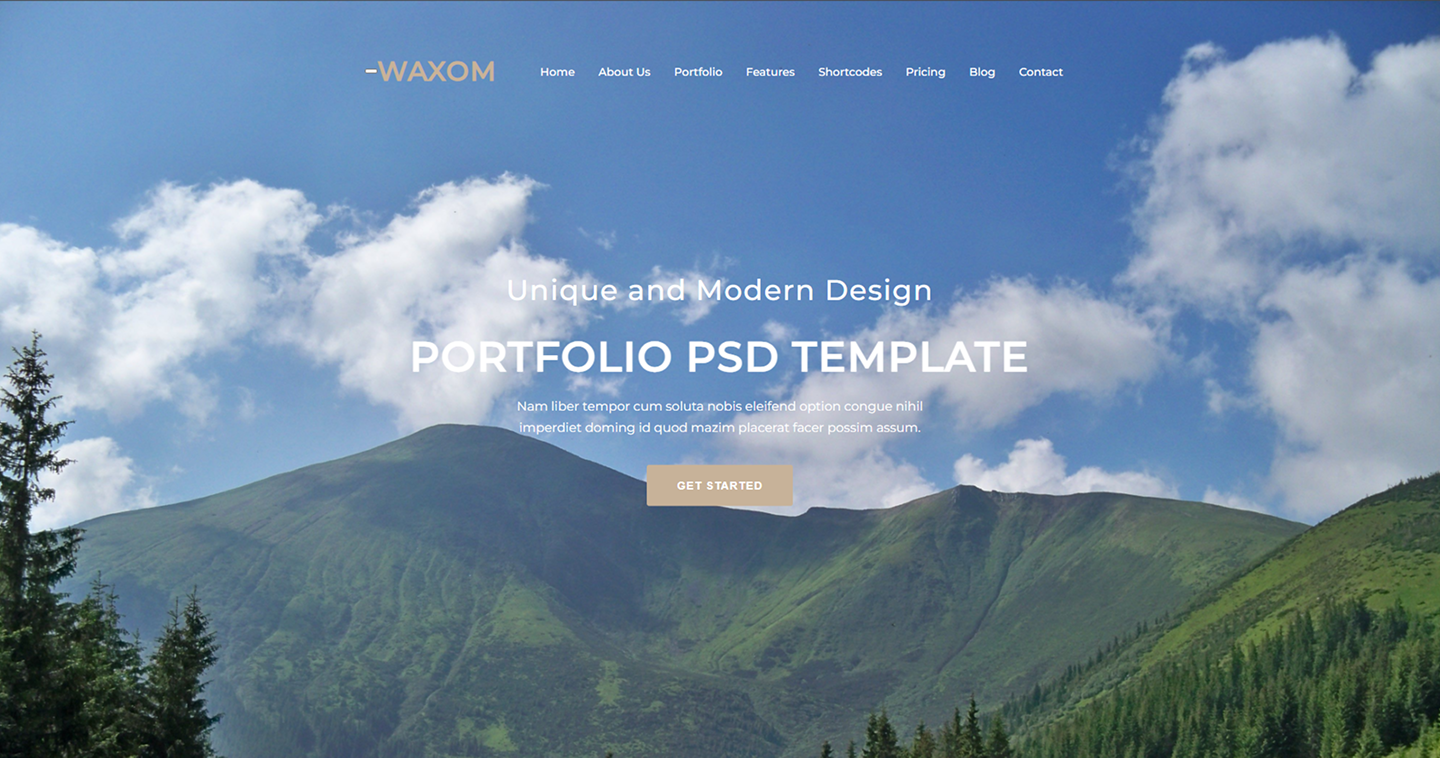 -WAXOM
Home About Us Portfolio Features Shortcodes Pricing Blog Contact
Unique and Modern Design
PORTFOLIO PSD TEMPLATE
Nam liber tempor cum soluta nobis eleifend option congue nihil
imperdiet doming id quod mazim placerat facer possim assum.
GET STARTED